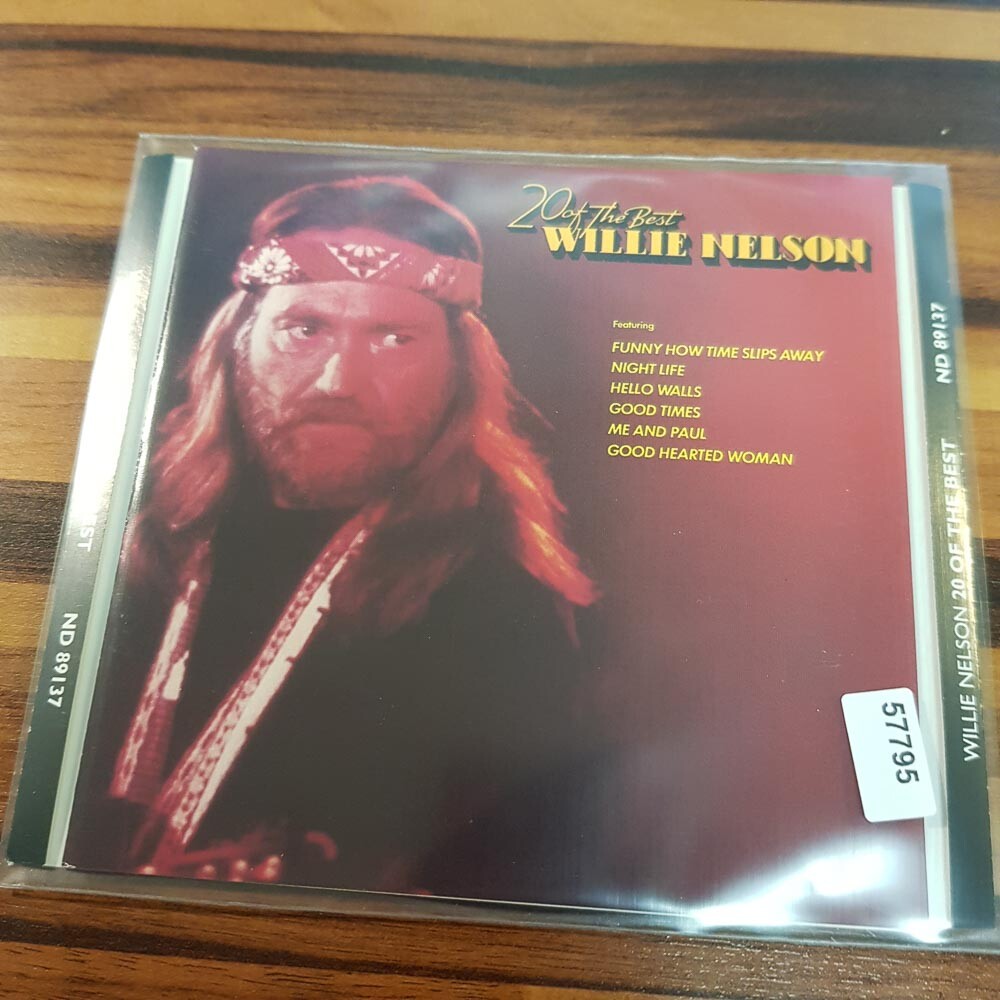 20 of The Best
WILLIE NELSON
Featuring
FUNNY HOW TIME SLIPS AWAY
NIGHT LIFE
HELLO WALLS
GOOD TIMES
ME AND PAUL
GOOD HEARTED WOMAN
57795
WILLIE NELSON 20 OF THE BEST
ND 89137
ND 89137